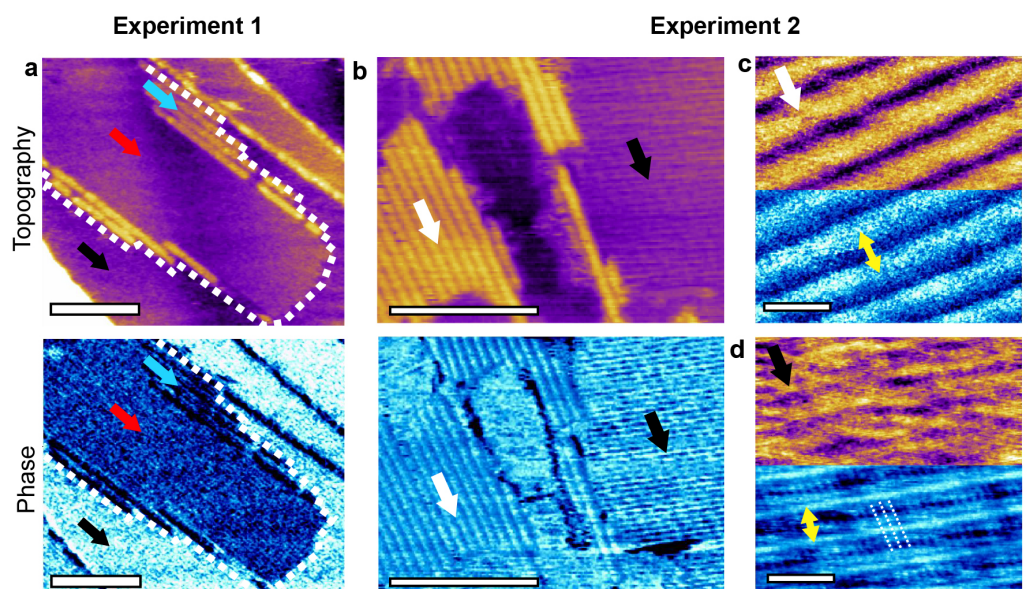 Experiment 1
Experiment 2
a
b
c
Topography
d
Phase